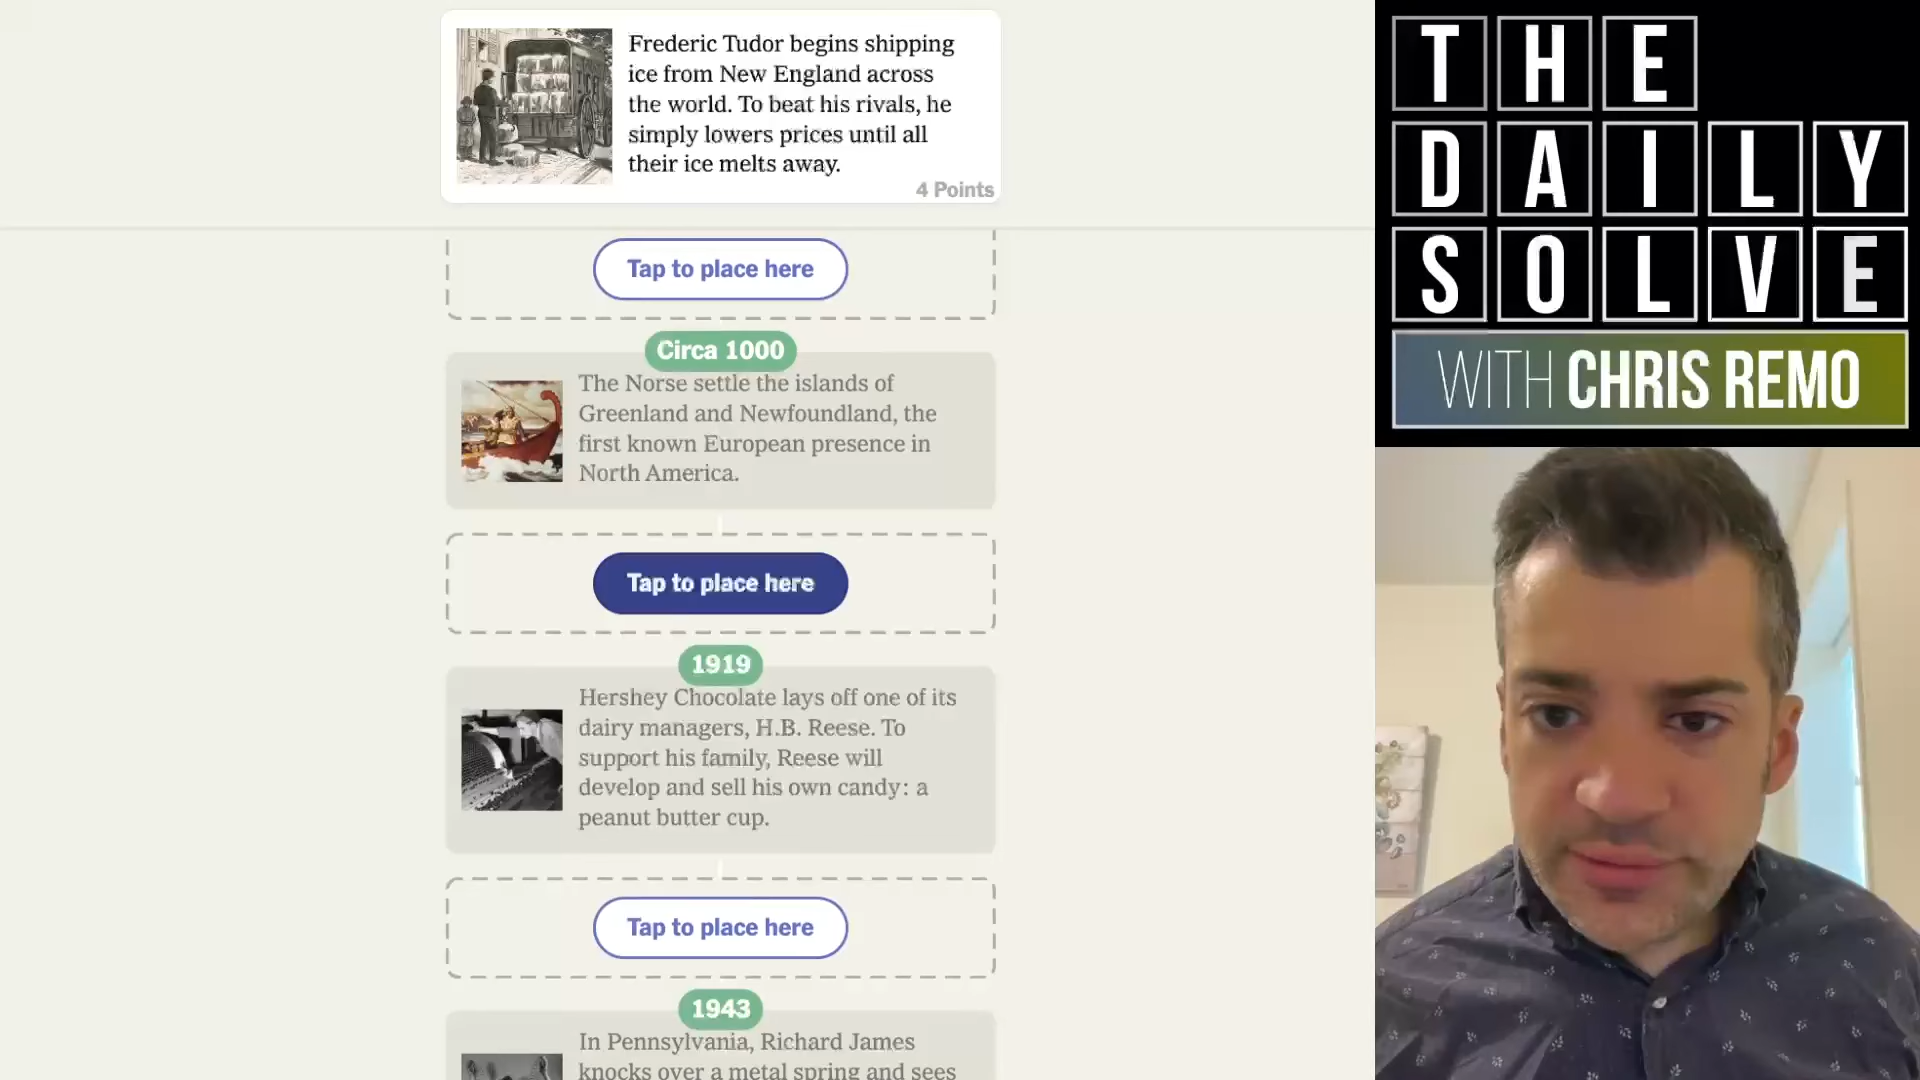 Frederic Tudor begins shipping
ice from New England across
the world. To beat his rivals, he
simply lowers prices until all
their ice melts away.
4 Points
Tap to place here
Circa 1000
The Norse settle the islands of
Greenland and Newfoundland, the
first known European presence in
North America.
Tap to place here
1919
Hershey Chocolate lays off one of its
dairy managers, H.B. Reese. To
support his family, Reese will
develop and sell his own candy: a
peanut butter cup.
Tap to place here
1943
In Pennsylvania, Richard James
knocks over a metal spring and sees
THE
DAILY
SOLVE
WITH CHRIS REMO